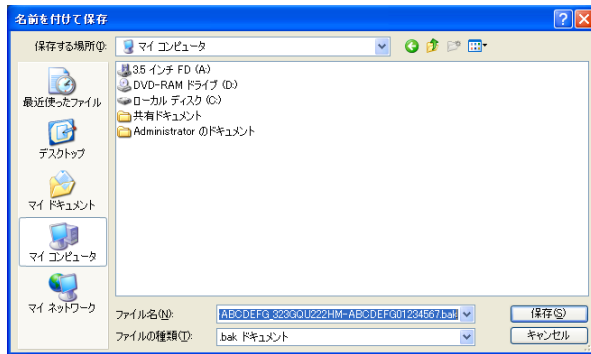 名前を付けて保存
保存する場所(I):
マイ コンピュータ
3.5 インチ FD (A:)
DVD-RAM ドライブ (D:)
ローカル ディスク (C:)
共有ドキュメント
Administrator のドキュメント
最近使ったファイル
デスクトップ
マイ ドキュメント
マイ コンピュータ
マイ ネットワーク
ファイル名(N):
ABCDEFG 323GQU222HM-ABCDEFG01234567.bak
保存(S)
ファイルの種類(T):
.bak ドキュメント
キャンセル